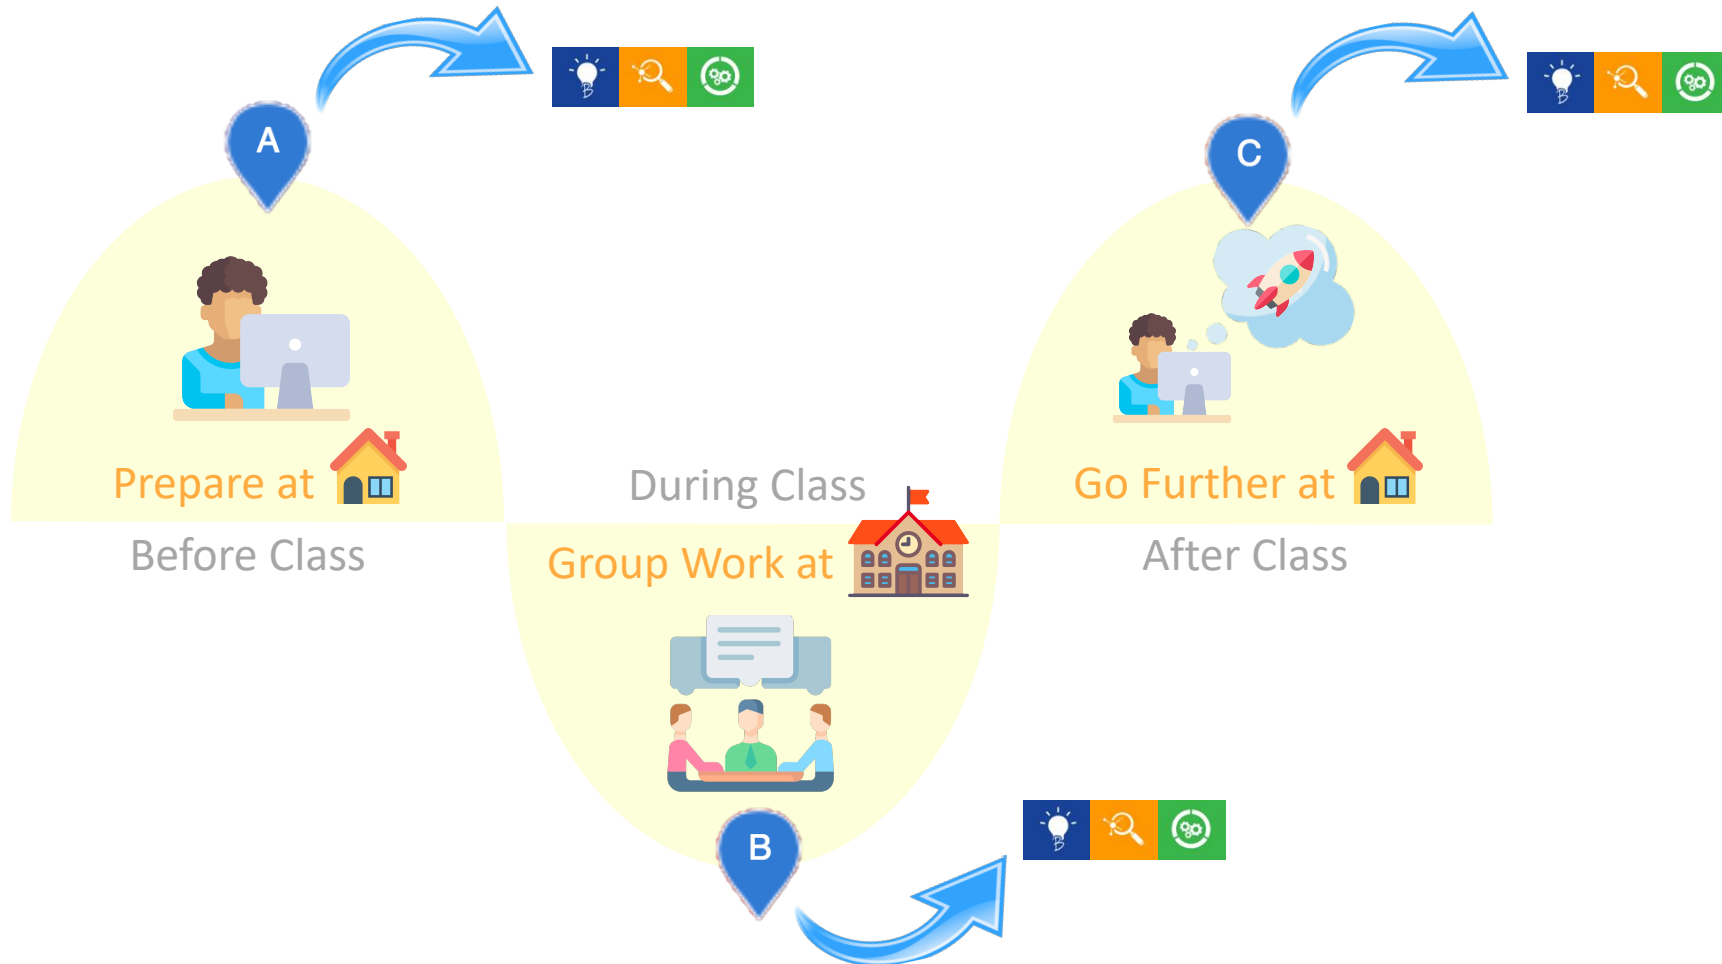 A
Prepare at
Before Class
During Class
Group Work at
B
C
Go Further at
After Class
B
B
B